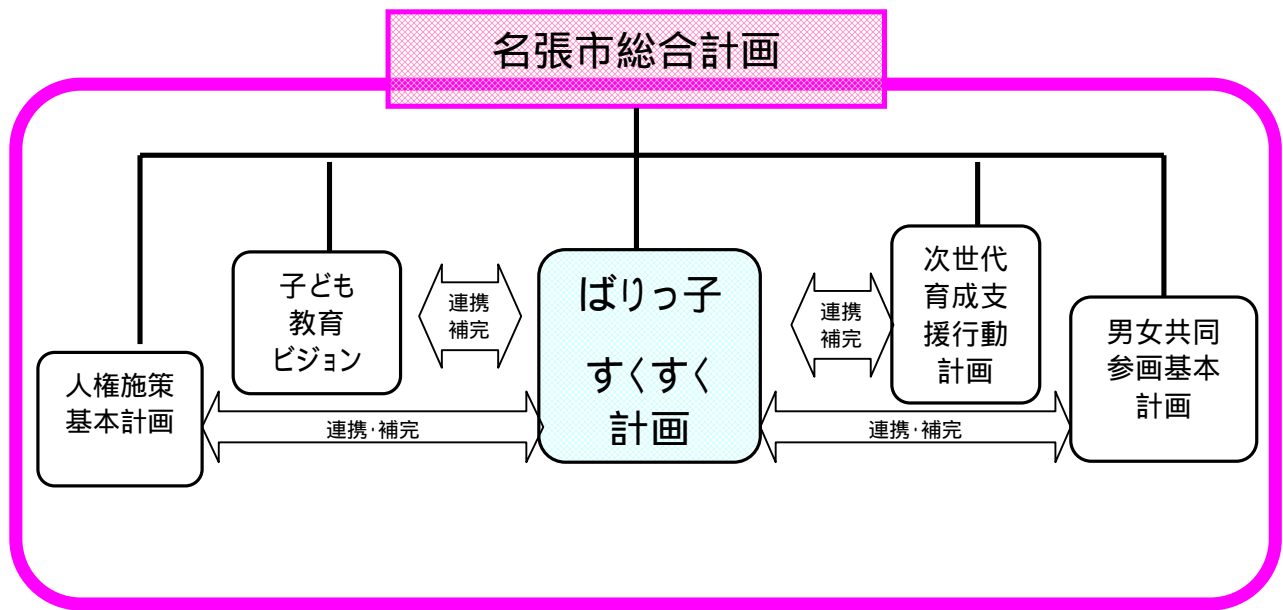 名張市総合計画
子ども
教育
ビジョン
連携
補完
ばりっ子
すくすく
計画
連携
補完
次世代
育成支
援行動
計画
人権施策
基本計画
連携・補完
連携・補完
男女共同
参画基本
計画